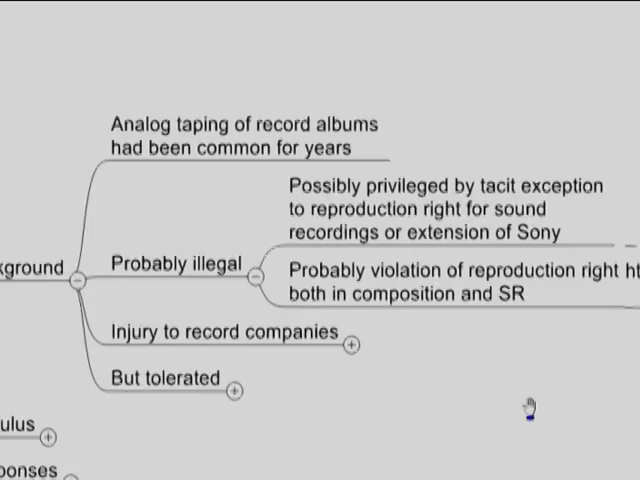 Analog taping of record albums
had been common for years
Possibly privileged by tacit exception
to reproduction right for sound
recordings or extension of Sony
kground
Probably illegal
Probably violation of reproduction right
both in composition and SR
Injury to record companies
But tolerated
ulus
ponses